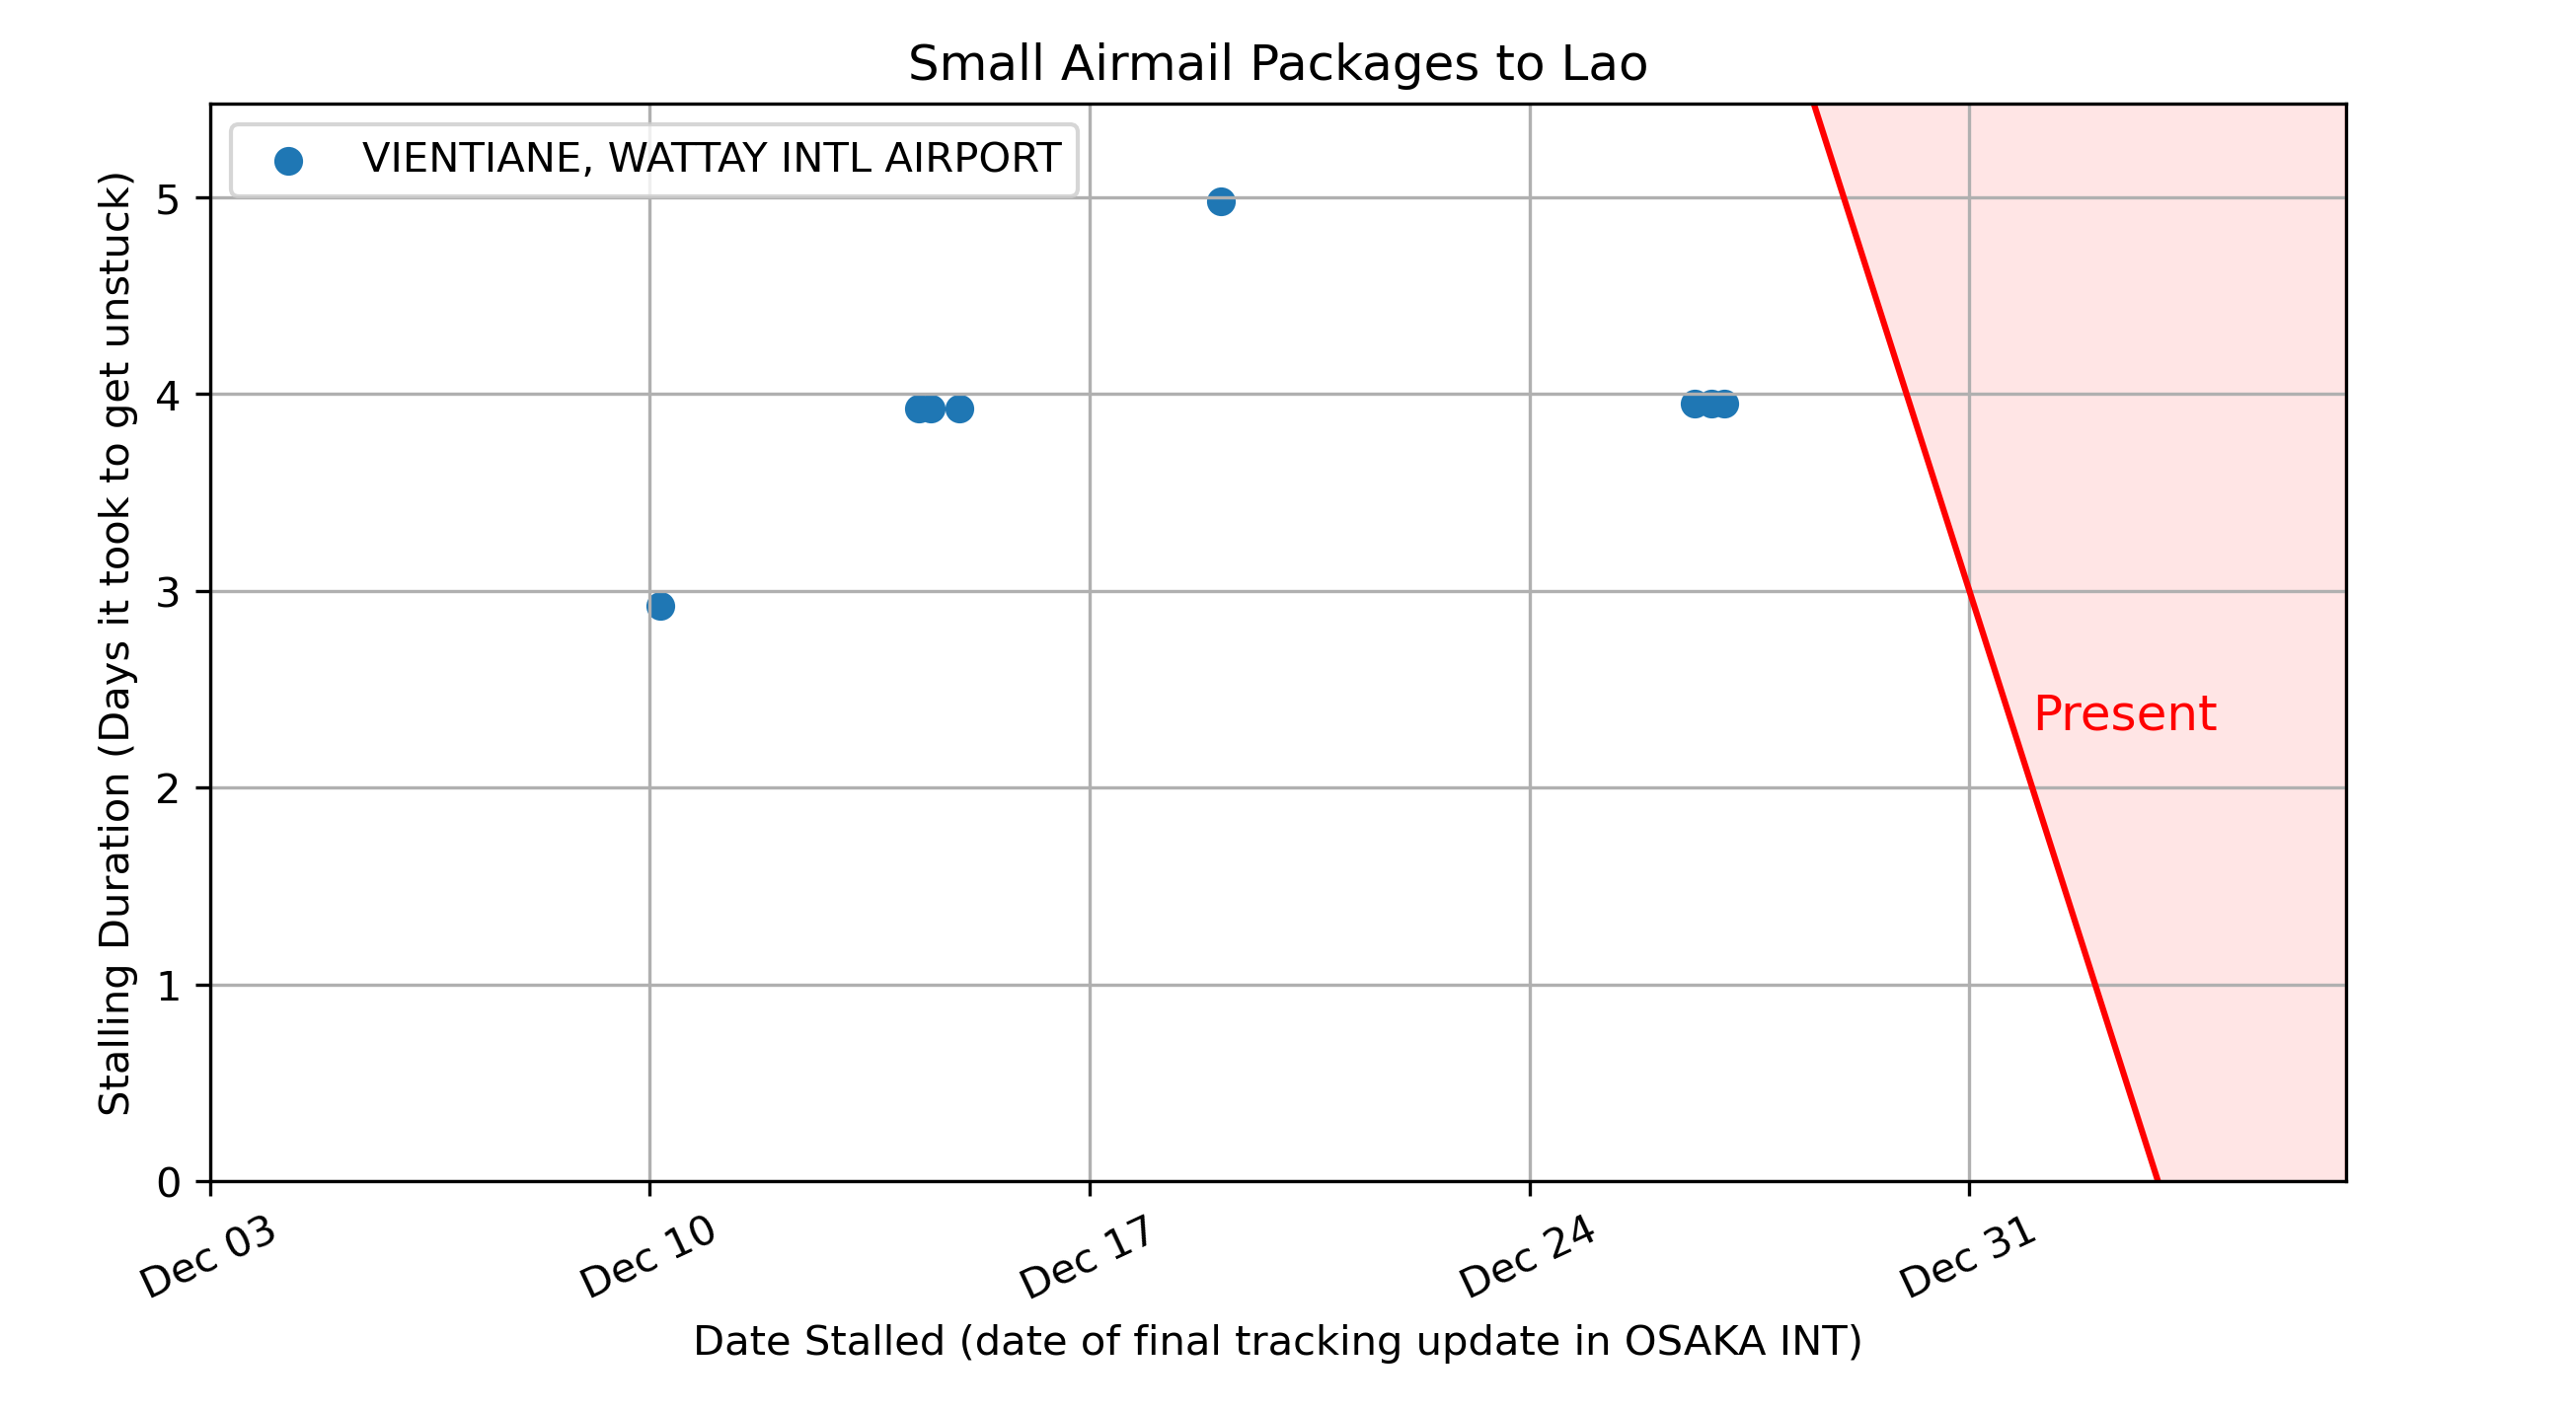 Small Airmail Packages to Lao
VIENTIANE, WATTAY INTL AIRPORT
Stalling Duration (Days it took to get unstuck)
5
4
3
2
1
0
Present
Dec 03
Dec 10
Dec 17
Dec 24
Dec 31
Date Stalled (date of final tracking update in OSAKA INT)